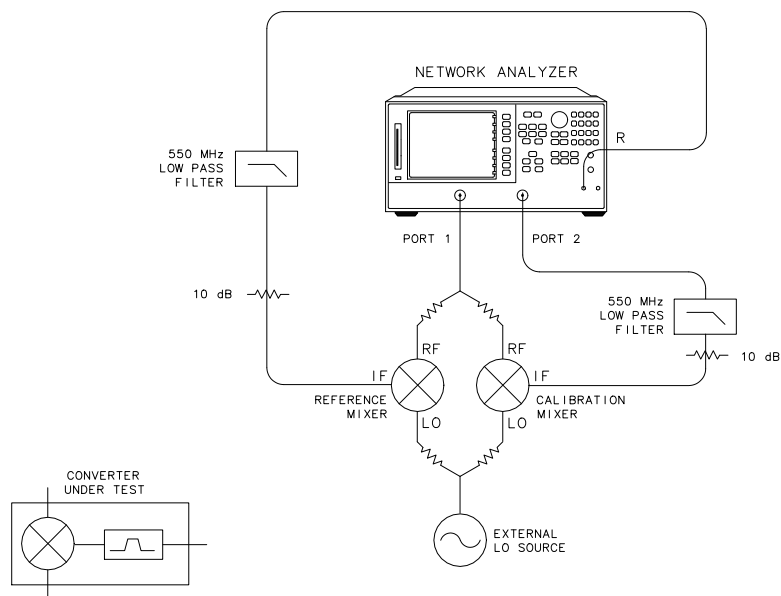 NETWORK ANALYZER
R
550 MHz
LOW PASS
FILTER
PORT 1
PORT 2
10 dB
550 MHz
LOW PASS
FILTER
10 dB
RF
RF
IF
IF
REFERENCE
MIXER
CALIBRATION
MIXER
LO
LO
CONVERTER
UNDER TEST
EXTERNAL
LO SOURCE